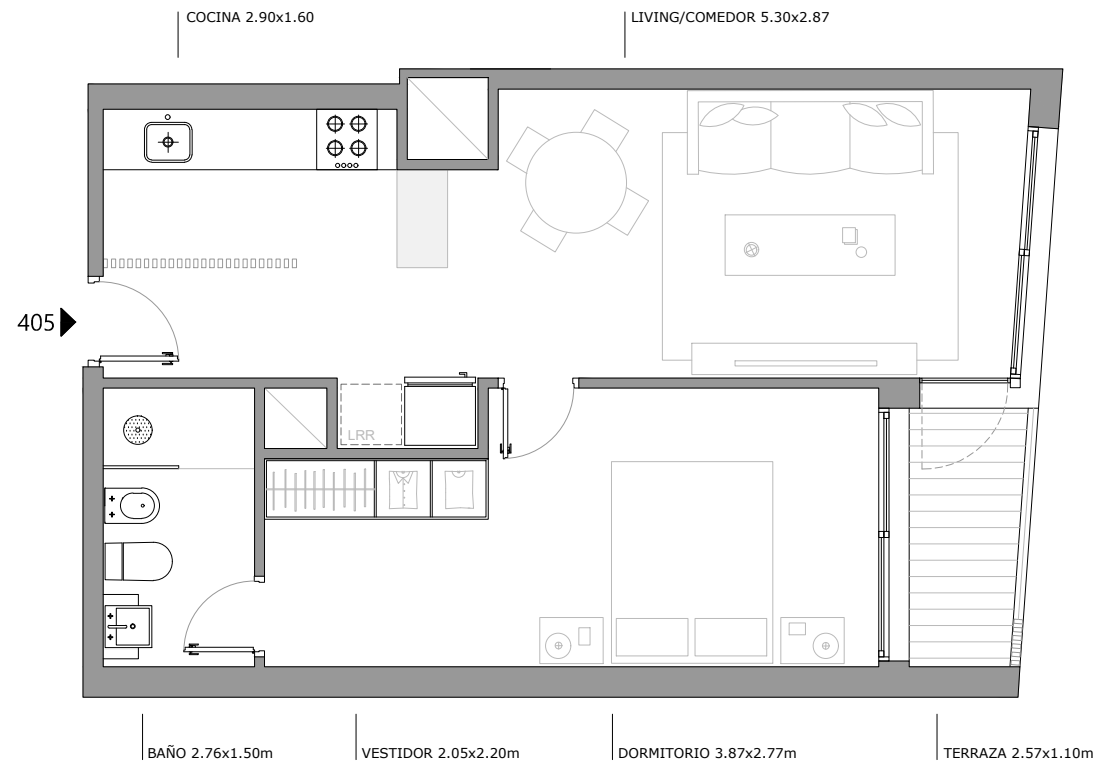 COCINA 2.90x1.60
LIVING/COMEDOR 5.30x2.87
405
LRR
BAÑO 2.76x1.50m
VESTIDOR 2.05x2.20m
DORMITORIO 3.87x2.77m
TERRAZA 2.57x1.10m